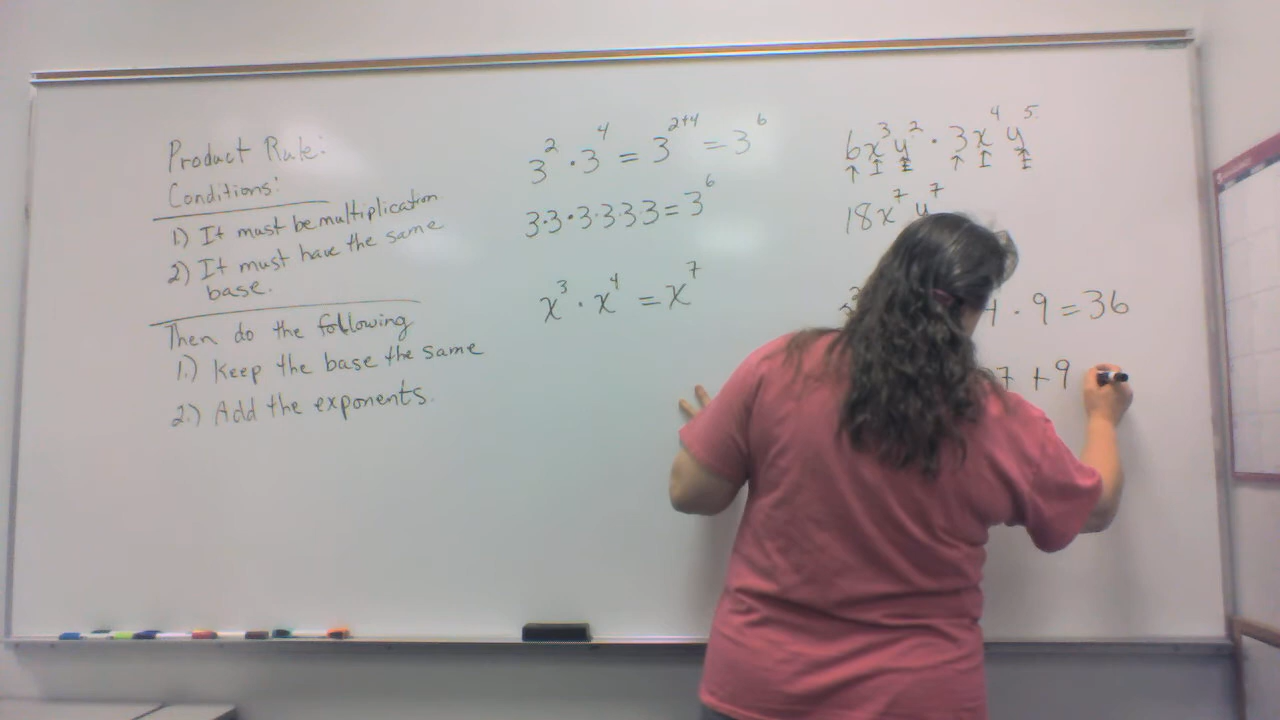 Product Rule:
Conditions:
1.) It must be multiplication
2) It must have the same
base.
Then do the following
1.) Keep the base the same
2.) Add the exponents.
3² · 3⁴ = 3²⁺⁴ = 3⁶
3·3·3·3·3·3 = 3⁶
x³ · x⁴ = x⁷
6x³y² · 3x⁴y⁵
18x⁷y⁷
· 9 = 36
+ 9